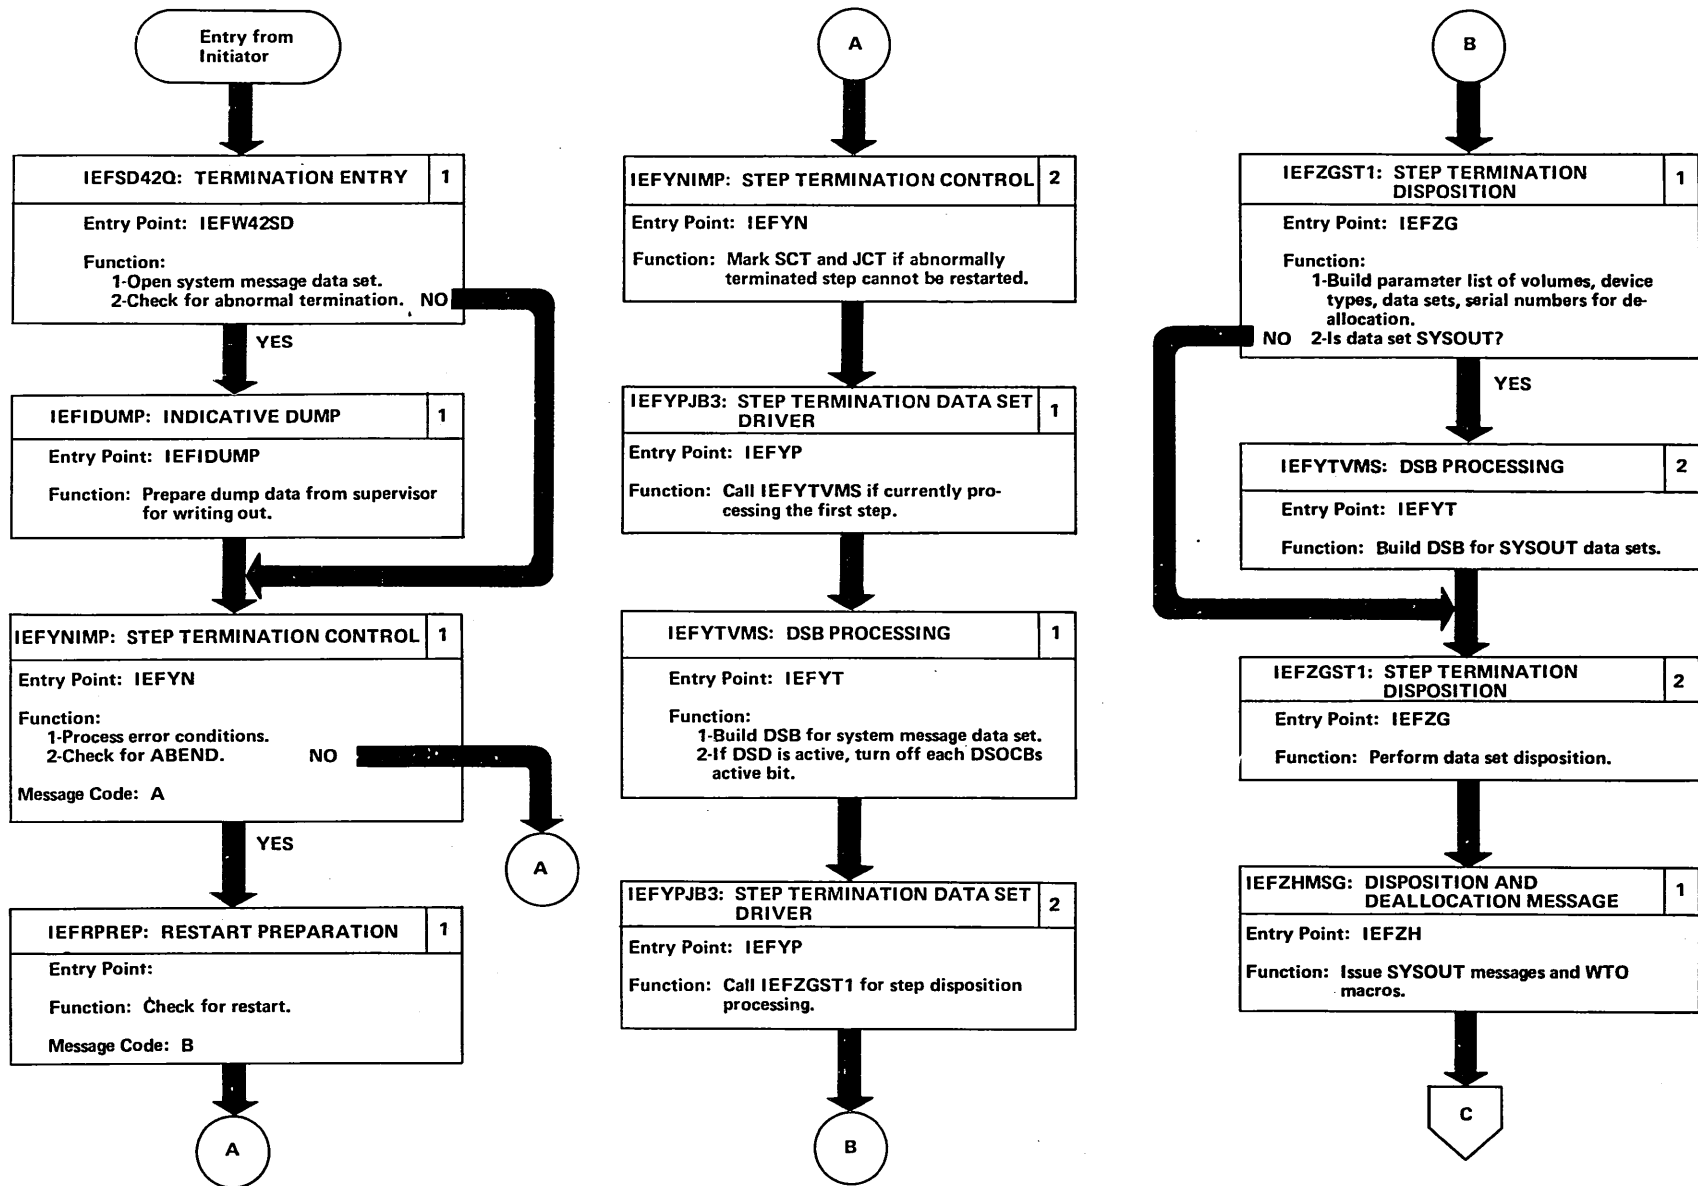 Entry from
Initiator
IEFSD42Q: TERMINATION ENTRY
1
Entry Point: IEFW42SD
Function:
1-Open system message data set.
2-Check for abnormal termination. NO
YES
IEFIDUMP: INDICATIVE DUMP
1
Entry Point: IEFIDUMP
Function: Prepare dump data from supervisor
for writing out.
IEFYNIMP: STEP TERMINATION CONTROL
1
Entry Point: IEFYN
Function:
1-Process error conditions.
2-Check for ABEND. NO
Message Code: A
YES
A
IEFRPREP: RESTART PREPARATION
1
Entry Point:
Function: Check for restart.
Message Code: B
A
A
IEFYNIMP: STEP TERMINATION CONTROL
2
Entry Point: IEFYN
Function: Mark SCT and JCT if abnormally
terminated step cannot be restarted.
IEFYPJB3: STEP TERMINATION DATA SET
DRIVER
1
Entry Point: IEFYP
Function: Call IEFYTVMS if currently pro-
cessing the first step.
IEFYTVMS: DSB PROCESSING
1
Entry Point: IEFYT
Function:
1-Build DSB for system message data set.
2-If DSD is active, turn off each DSOCBs
active bit.
IEFYPJB3: STEP TERMINATION DATA SET
DRIVER
2
Entry Point: IEFYP
Function: Call IEFZGST1 for step disposition
processing.
B
B
IEFZGST1: STEP TERMINATION
DISPOSITION
1
Entry Point: IEFZG
Function:
1-Build paramater list of volumes, device
types, data sets, serial numbers for de-
allocation.
NO 2-Is data set SYSOUT?
YES
IEFYTVMS: DSB PROCESSING
2
Entry Point: IEFYT
Function: Build DSB for SYSOUT data sets.
IEFZGST1: STEP TERMINATION
DISPOSITION
2
Entry Point: IEFZG
Function: Perform data set disposition.
IEFZHMSG: DISPOSITION AND
DEALLOCATION MESSAGE
1
Entry Point: IEFZH
Function: Issue SYSOUT messages and WTO
macros.
C